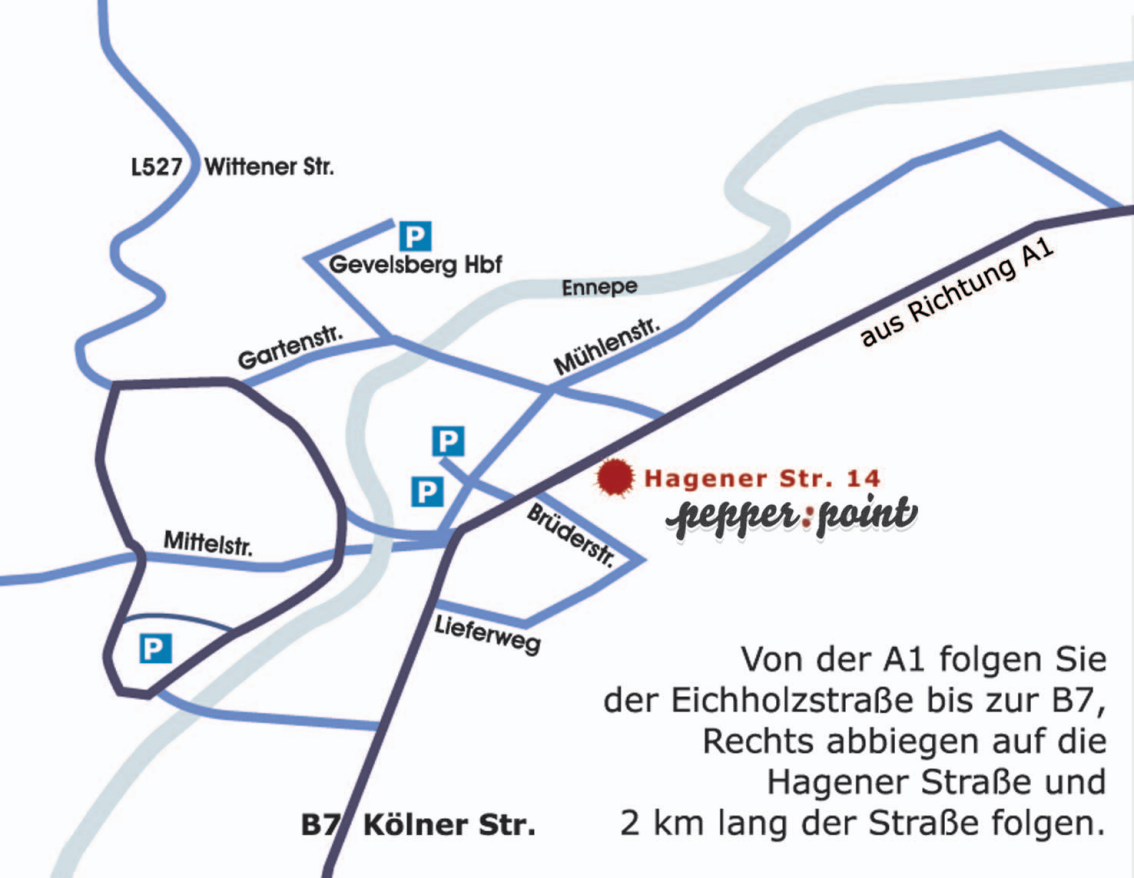 L527 Wittener Str.
P
Gevelsberg Hbf
Ennepe
aus Richtung A1
Gartenstr.
Mühlenstr.
P
P
Hagener Str. 14
pepper:point
Brüderstr.
Mittelstr.
Lieferweg
P
Von der A1 folgen Sie
der Eichholzstraße bis zur B7,
Rechts abbiegen auf die
Hagener Straße und
2 km lang der Straße folgen.
B7 Kölner Str.